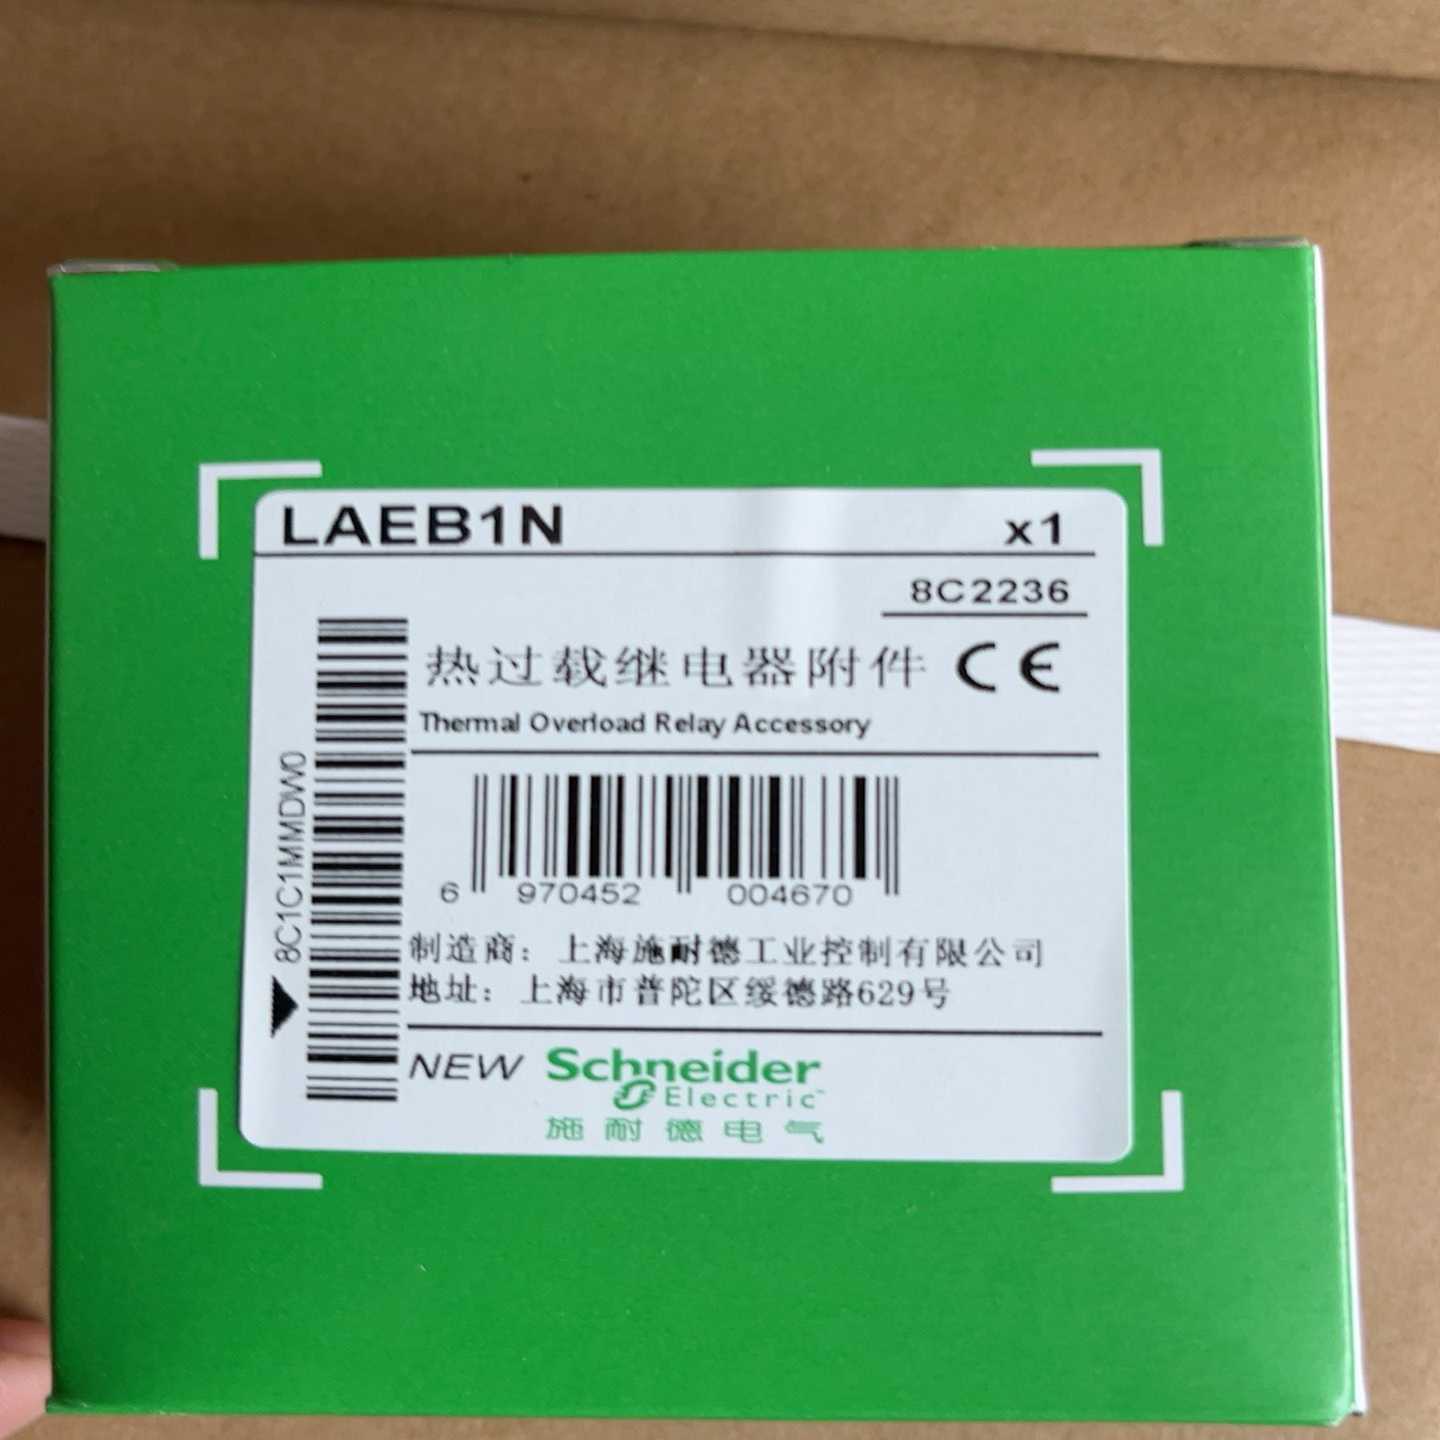 LAEB1N x1
8C2236
热过载继电器附件 CE
Thermal Overload Relay Accessory
8C1C1MMDW0
6 970452 004670
制造商：上海施耐德工业控制有限公司
地址：上海市普陀区绥德路629号
NEW Schneider
Electric™
施耐德电气